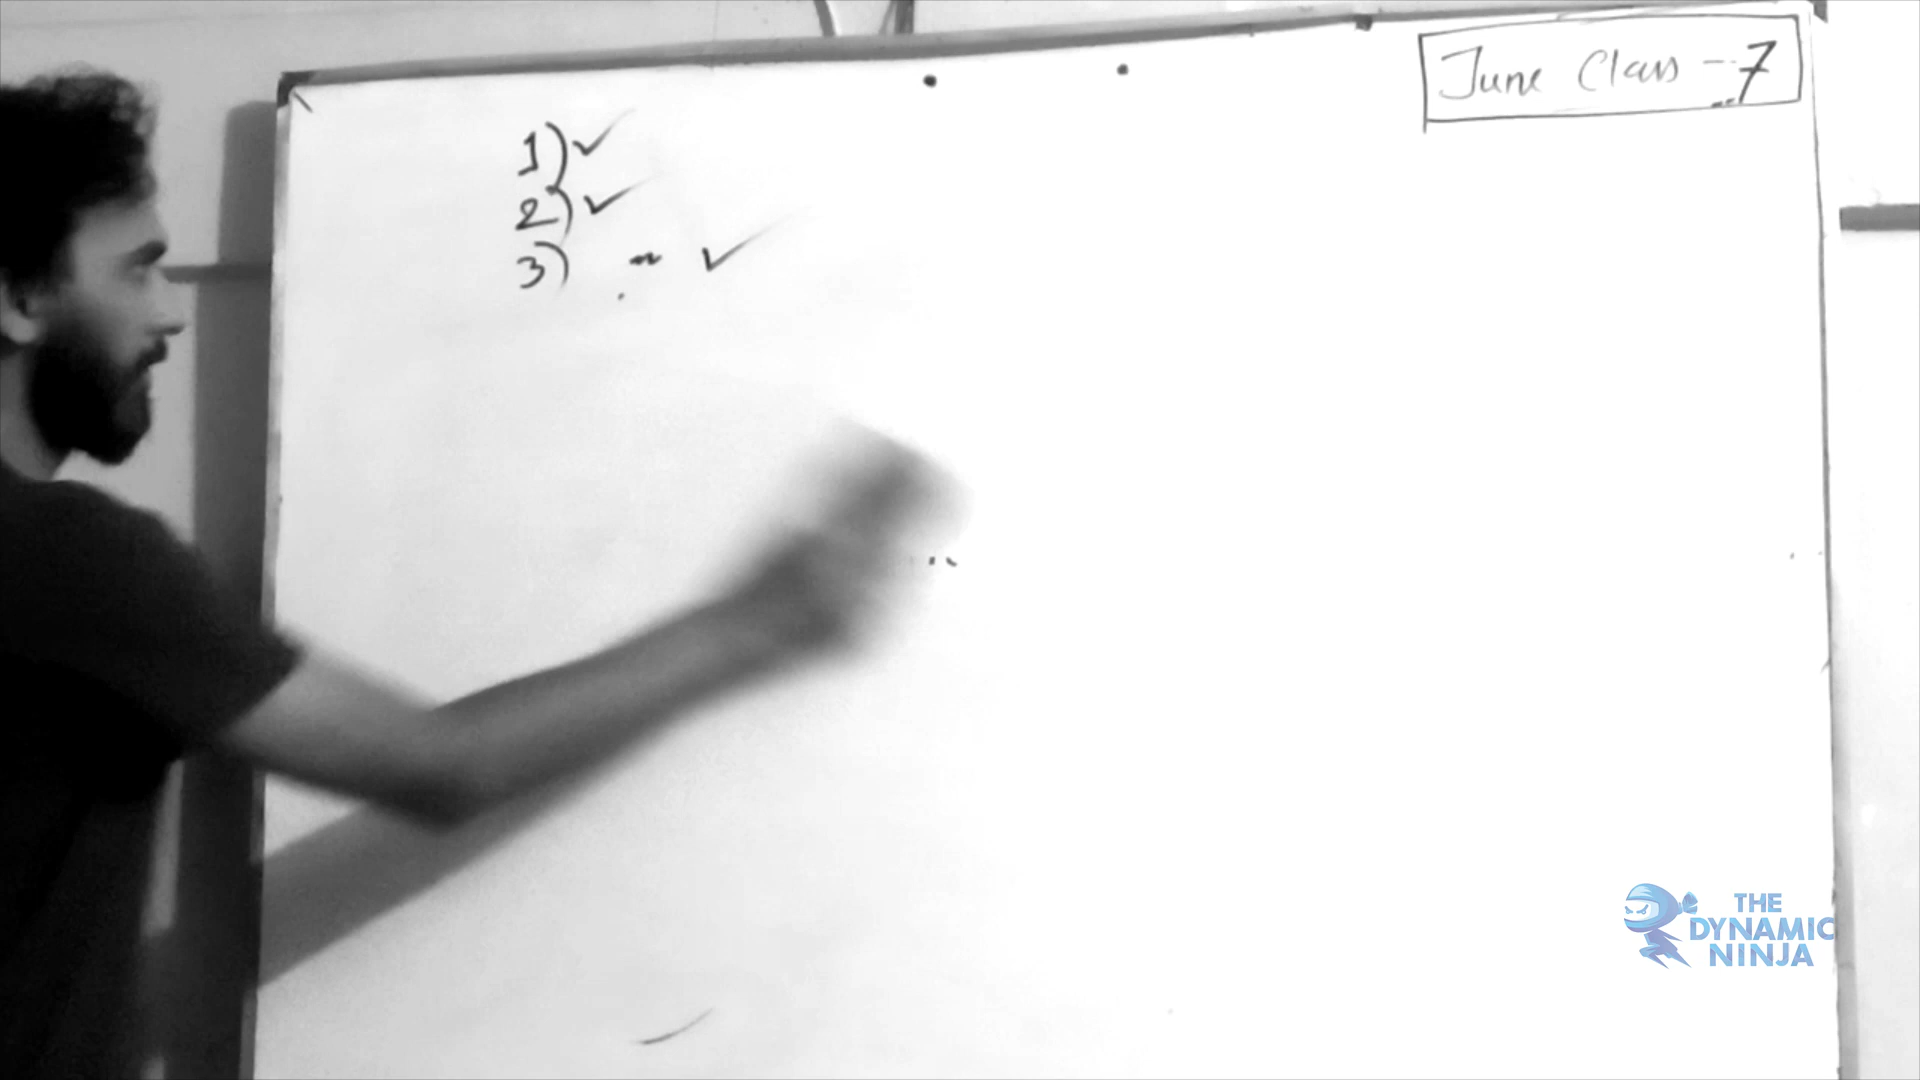 June Class - 7
1) ✓
2) ✓
3) " ✓
THE
DYNAMIC
NINJA